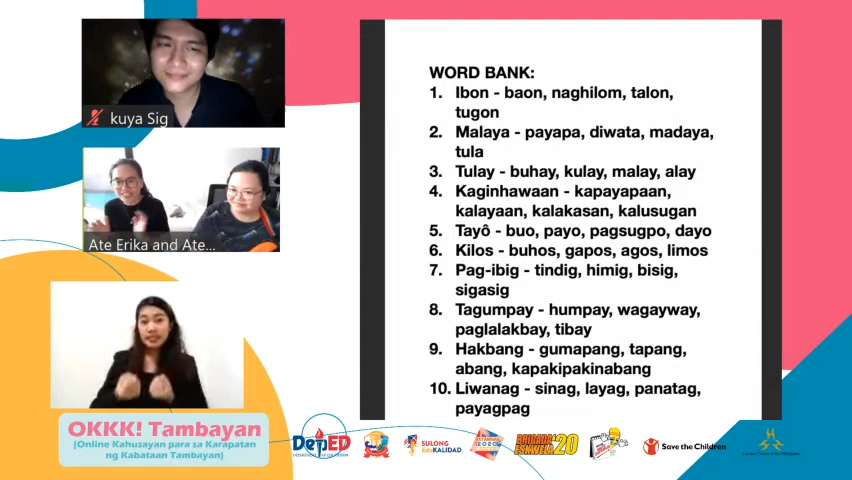 kuya Sig
Ate Erika and Ate...
OKKK! Tambayan
(Online Kahusayan para sa Karapatan
ng Kabataan Tambayan)
WORD BANK:
1. Ibon - baon, naghilom, talon,
tugon
2. Malaya - payapa, diwata, madaya,
tula
3. Tulay - buhay, kulay, malay, alay
4. Kaginhawaan - kapayapaan,
kalayaan, kalakasan, kalusugan
5. Tayô - buo, payo, pagsugpo, dayo
6. Kilos - buhos, gapos, agos, limos
7. Pag-ibig - tindig, himig, bisig,
sigasig
8. Tagumpay - humpay, wagayway,
paglalakbay, tibay
9. Hakbang - gumapang, tapang,
abang, kapakipakinabang
10. Liwanag - sinag, layag, panatag,
payagpag
DepED
SULONG
EduKALIDAD
BRIGADA
ESKWELA '20
Save the Children